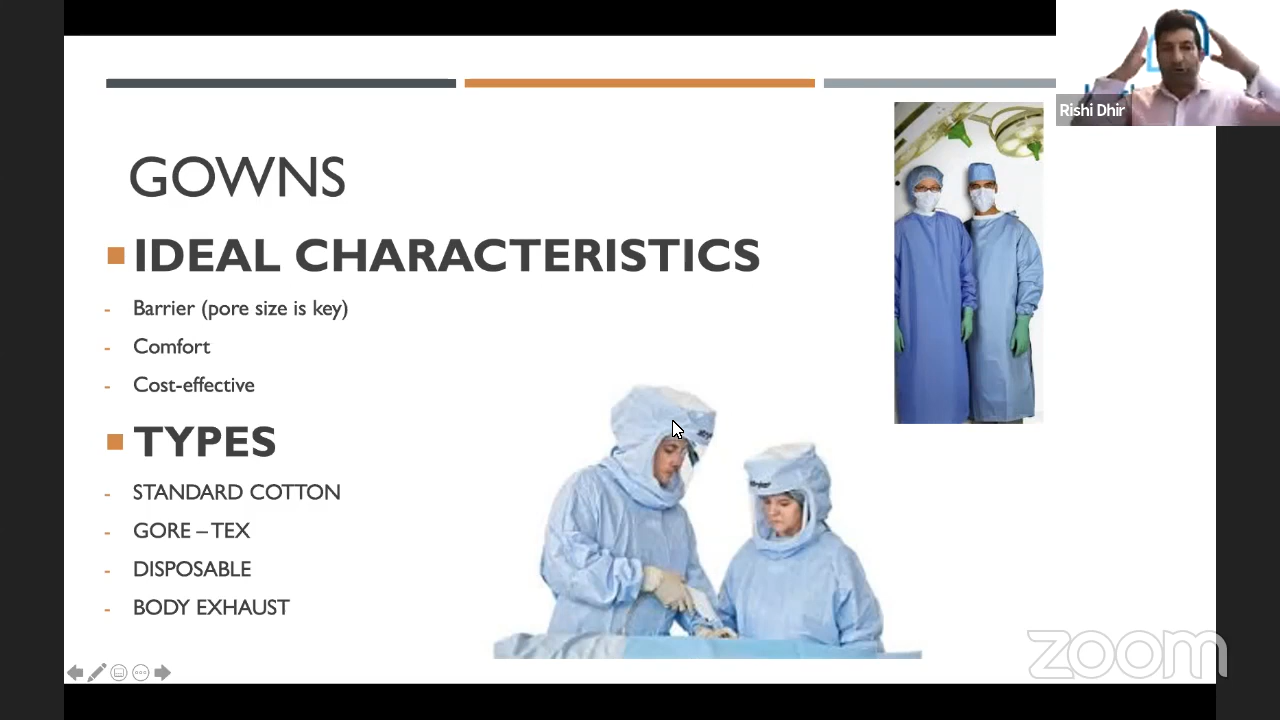 Rishi Dhir
GOWNS
IDEAL CHARACTERISTICS
- Barrier (pore size is key)
- Comfort
- Cost-effective
TYPES
- STANDARD COTTON
- GORE – TEX
- DISPOSABLE
- BODY EXHAUST
zoom